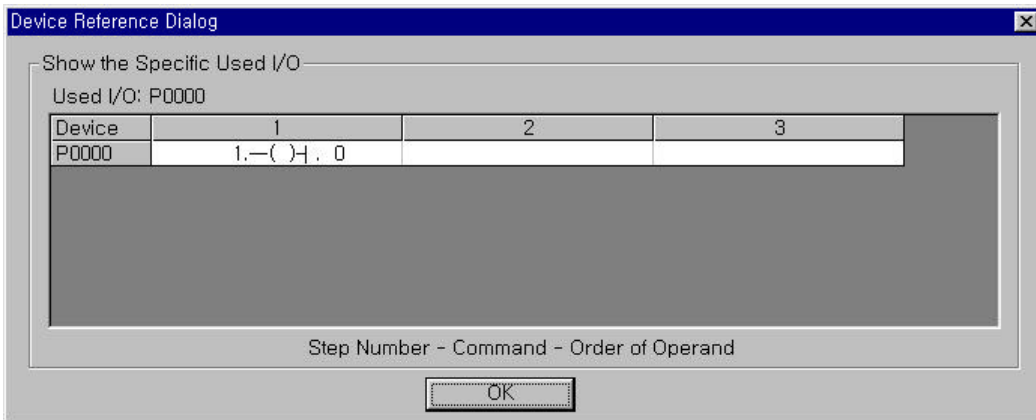 Device Reference Dialog
Show the Specific Used I/O
Used I/O: P0000
Device 1 2 3
P0000 1.—( )⊣ . 0
Step Number - Command - Order of Operand
OK